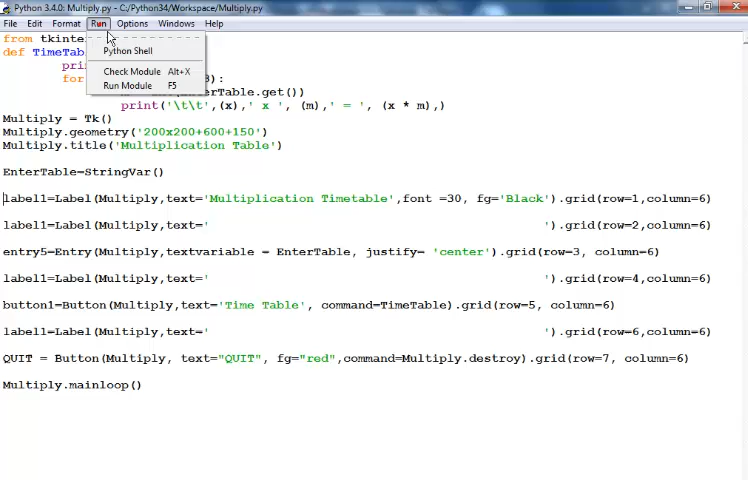 Python 3.4.0: Multiply.py - C:/Python34/Workspace/Multiply.py
File Edit Format Run Options Windows Help
Python Shell
Check Module Alt+X
Run Module F5
from tkinte
def TimeTab
pri
for 8):
erTable.get())
print('\t\t',(x),' x ', (m),' = ', (x * m),)
Multiply = Tk()
Multiply.geometry('200x200+600+150')
Multiply.title('Multiplication Table')
EnterTable=StringVar()
label1=Label(Multiply,text='Multiplication Timetable',font =30, fg='Black').grid(row=1,column=6)
label1=Label(Multiply,text=' ').grid(row=2,column=6)
entry5=Entry(Multiply,textvariable = EnterTable, justify= 'center').grid(row=3, column=6)
label1=Label(Multiply,text=' ').grid(row=4,column=6)
button1=Button(Multiply,text='Time Table', command=TimeTable).grid(row=5, column=6)
label1=Label(Multiply,text=' ').grid(row=6,column=6)
QUIT = Button(Multiply, text="QUIT", fg="red",command=Multiply.destroy).grid(row=7, column=6)
Multiply.mainloop()